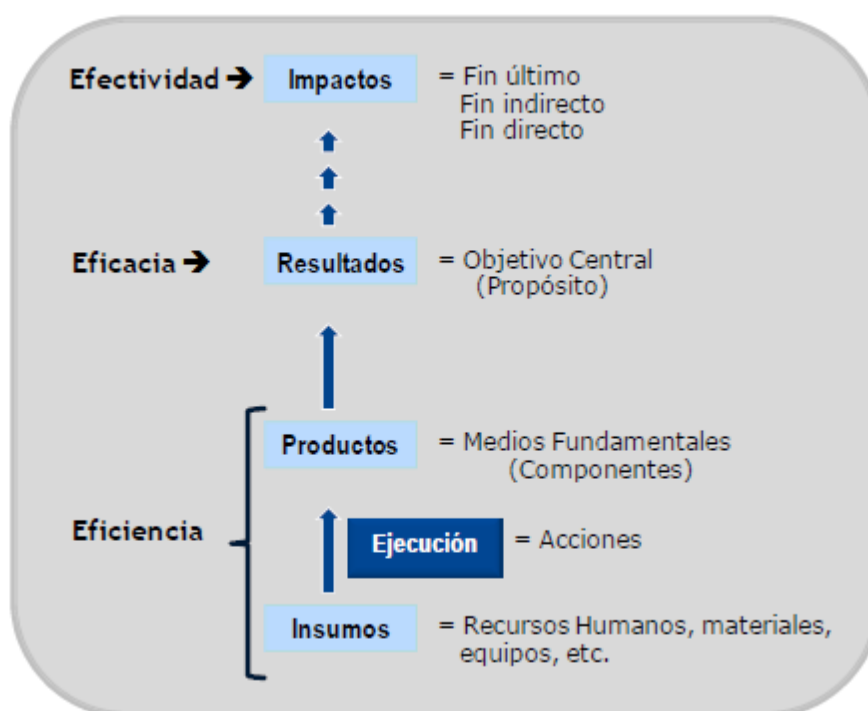 Efectividad ➔ Impactos = Fin último
Fin indirecto
Fin directo
Eficacia ➔ Resultados = Objetivo Central
(Propósito)
Productos = Medios Fundamentales
(Componentes)
Eficiencia
Ejecución = Acciones
Insumos = Recursos Humanos, materiales,
equipos, etc.